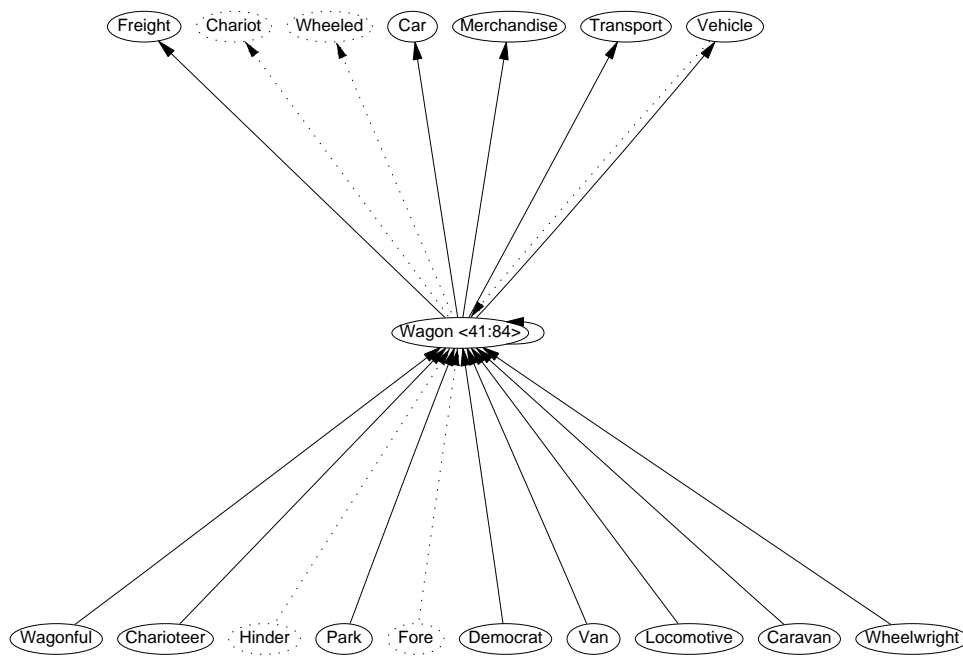 Freight Chariot Wheeled Car Merchandise Transport Vehicle
Wagon <41:84>
Wagonful Charioteer Hinder Park Fore Democrat Van Locomotive Caravan Wheelwright